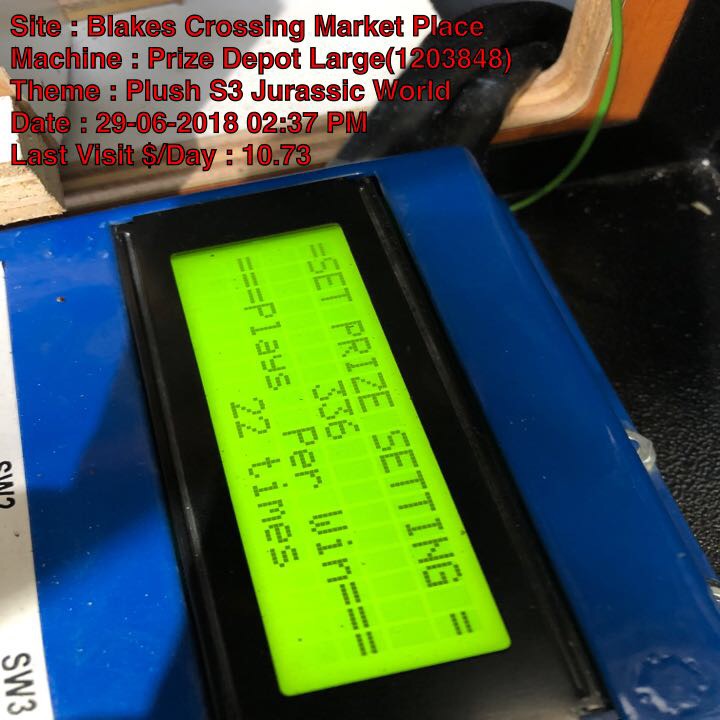 Site : Blakes Crossing Market Place
Machine : Prize Depot Large(1203848)
Theme : Plush S3 Jurassic World
Date : 29-06-2018 02:37 PM
Last Visit $/Day : 10.73
=SET PRIZE SETTING =
336
===Plays per win===
22 times
SW2
SW3